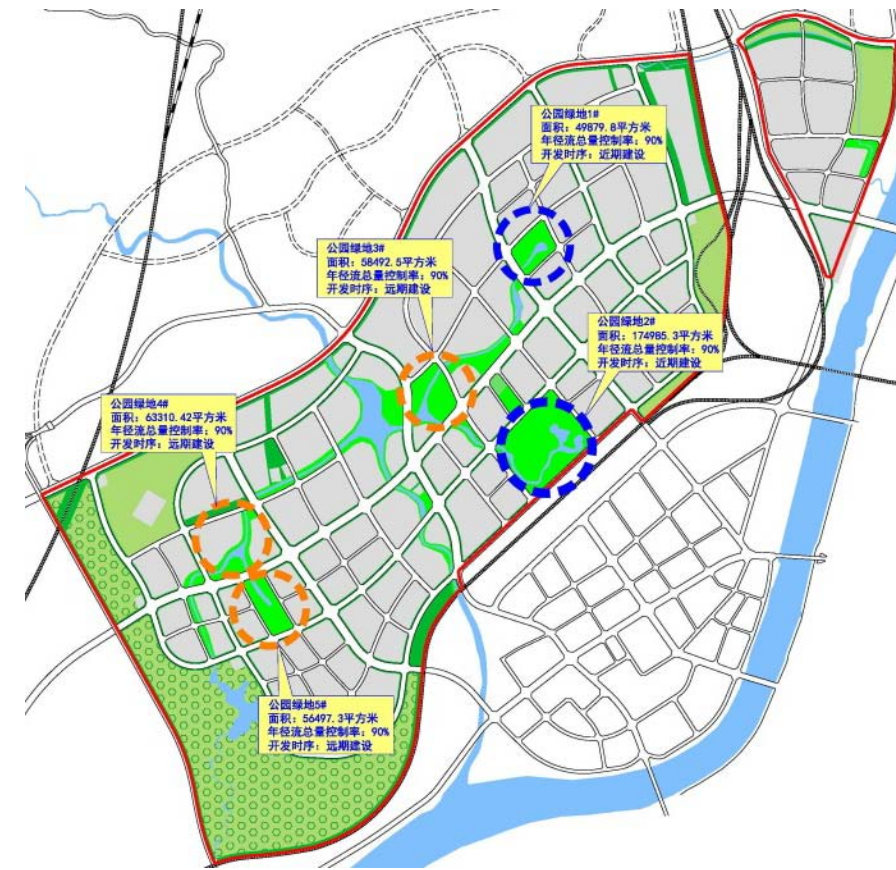 公园绿地1#
面积：49879.8平方米
年径流总量控制率：90%
开发时序：近期建设
公园绿地3#
面积：58492.5平方米
年径流总量控制率；90%
开发时序：远期建设
公园绿地2#
面积：174985.3平方米
年径流总量控制率；90%
开发时序：近期建设
公园绿地4#
面积：63310.42平方米
年径流总量控制率；90%
开发时序：远期建设
公园绿地5#
面积：56497.3平方米
年径流总量控制率：90%
开发时序：远期建设